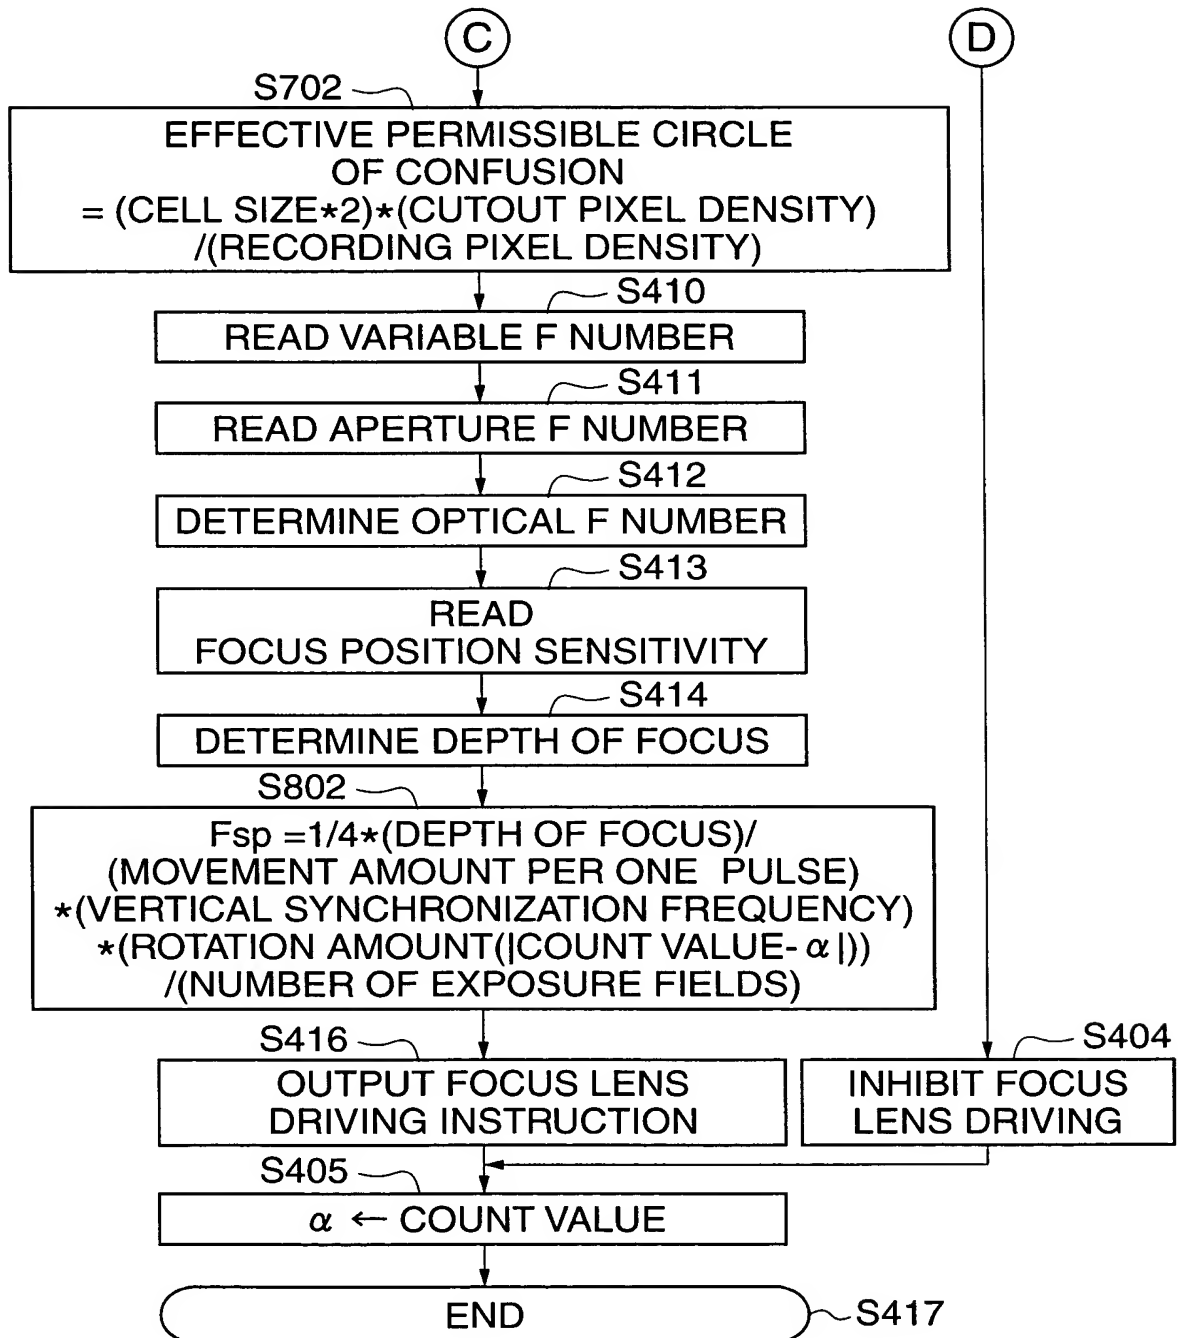 C
D
S702
EFFECTIVE PERMISSIBLE CIRCLE
OF CONFUSION
= (CELL SIZE*2)*(CUTOUT PIXEL DENSITY)
/(RECORDING PIXEL DENSITY)
S410
READ VARIABLE F NUMBER
S411
READ APERTURE F NUMBER
S412
DETERMINE OPTICAL F NUMBER
S413
READ
FOCUS POSITION SENSITIVITY
S414
DETERMINE DEPTH OF FOCUS
S802
Fsp =1/4*(DEPTH OF FOCUS)/
(MOVEMENT AMOUNT PER ONE PULSE)
*(VERTICAL SYNCHRONIZATION FREQUENCY)
*(ROTATION AMOUNT(|COUNT VALUE- α|))
/(NUMBER OF EXPOSURE FIELDS)
S416
OUTPUT FOCUS LENS
DRIVING INSTRUCTION
S404
INHIBIT FOCUS
LENS DRIVING
S405
α ← COUNT VALUE
END
S417